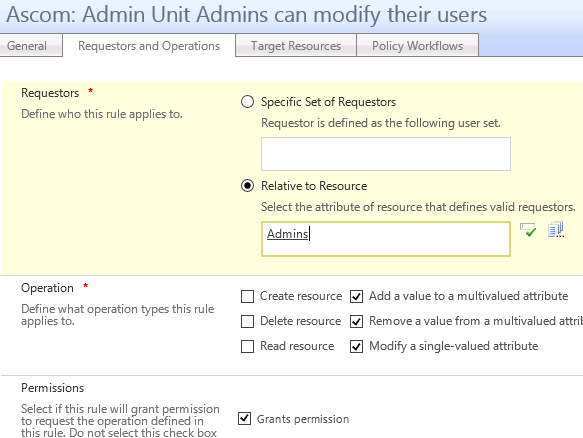 Ascom: Admin Unit Admins can modify their users
General Requestors and Operations Target Resources Policy Workflows
Requestors *
Define who this rule applies to.
Specific Set of Requestors
Requestor is defined as the following user set.
Relative to Resource
Select the attribute of resource that defines valid requestors.
Admins
Operation *
Define what operation types this rule
applies to.
Create resource Add a value to a multivalued attribute
Delete resource Remove a value from a multivalued attrib
Read resource Modify a single-valued attribute
Permissions
Select if this rule will grant permission
to request the operation defined in
this rule. Do not select this check box
Grants permission